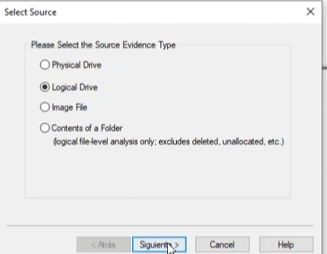 Select Source
Please Select the Source Evidence Type
Physical Drive
Logical Drive
Image File
Contents of a Folder
(logical file-level analysis only; excludes deleted, unallocated, etc.)
< Atrás Siguiente > Cancel Help